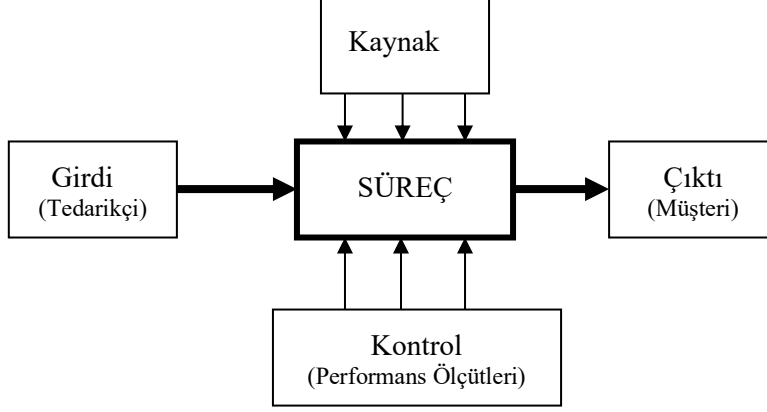 Kaynak
Girdi
(Tedarikçi)
SÜREÇ
Çıktı
(Müşteri)
Kontrol
(Performans Ölçütleri)